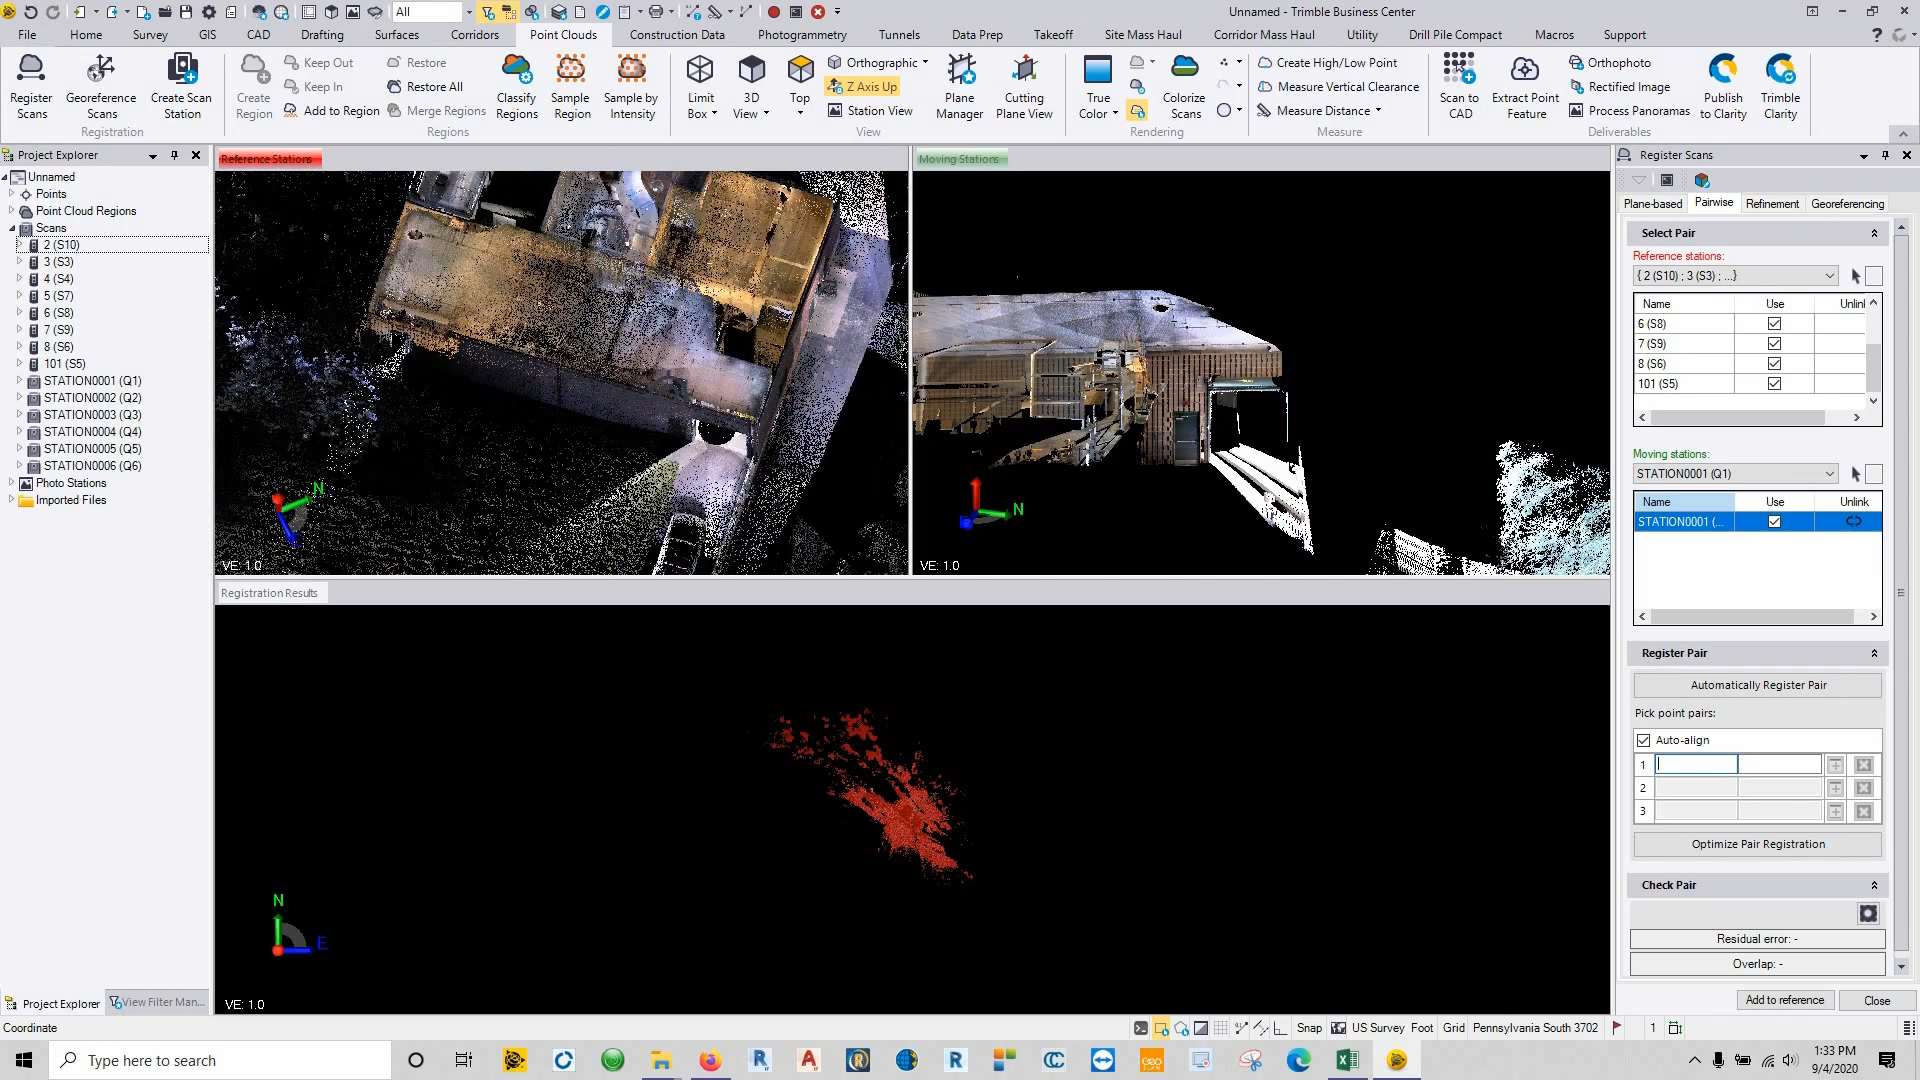 All
Unnamed - Trimble Business Center
File Home Survey GIS CAD Drafting Surfaces Corridors Point Clouds Construction Data Photogrammetry Tunnels Data Prep Takeoff Site Mass Haul Corridor Mass Haul Utility Drill Pile Compact Macros Support
Register Scans
Georeference Scans
Create Scan Station
Registration
Create Region
Keep Out
Keep In
Add to Region
Restore
Restore All
Merge Regions
Classify Regions
Sample Region
Sample by Intensity
Regions
Limit Box
3D View
Top
Orthographic
Z Axis Up
Station View
Plane Manager
Cutting Plane View
View
True Color
Colorize Scans
Rendering
Create High/Low Point
Measure Vertical Clearance
Measure Distance
Measure
Scan to CAD
Extract Point Feature
Orthophoto
Rectified Image
Process Panoramas
Publish to Clarity
Trimble Clarity
Deliverables
Project Explorer
Unnamed
Points
Point Cloud Regions
Scans
2 (S10)
3 (S3)
4 (S4)
5 (S7)
6 (S8)
7 (S9)
8 (S6)
101 (S5)
STATION0001 (Q1)
STATION0002 (Q2)
STATION0003 (Q3)
STATION0004 (Q4)
STATION0005 (Q5)
STATION0006 (Q6)
Photo Stations
Imported Files
Project Explorer
View Filter Man...
Reference Stations
N
VE: 1.0
Moving Stations
N
VE: 1.0
Registration Results
N
E
VE: 1.0
Register Scans
Plane-based Pairwise Refinement Georeferencing
Select Pair
Reference stations:
{ 2 (S10) ; 3 (S3) ; ...}
Name Use Unlink
6 (S8)
7 (S9)
8 (S6)
101 (S5)
Moving stations:
STATION0001 (Q1)
Name Use Unlink
STATION0001 (...
Register Pair
Automatically Register Pair
Pick point pairs:
Auto-align
1
2
3
Optimize Pair Registration
Check Pair
Residual error: -
Overlap: -
Add to reference Close
Coordinate
Snap US Survey Foot Grid Pennsylvania South 3702 1
Type here to search
1:33 PM
9/4/2020